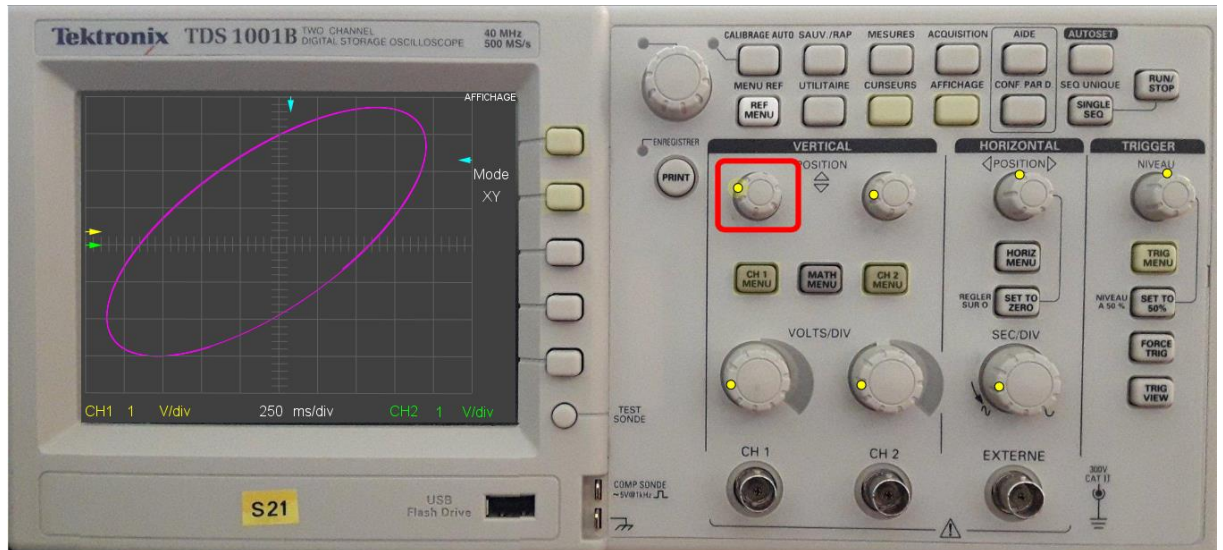 Tektronix TDS 1001B TWO CHANNEL DIGITAL STORAGE OSCILLOSCOPE 40 MHz 500 MS/s
AFFICHAGE
Mode
XY
CH1 1 V/div 250 ms/div CH2 1 V/div
S21
USB
Flash Drive
CALIBRAGE AUTO SAUV./RAP MESURES ACQUISITION AIDE AUTOSET
MENU REF UTILITAIRE CURSEURS AFFICHAGE CONF PAR D. SEQ UNIQUE
RUN/
STOP
REF
MENU
SINGLE
SEQ
ENREGISTRER
PRINT
VERTICAL HORIZONTAL TRIGGER
POSITION POSITION NIVEAU
CH 1
MENU
MATH
MENU
CH 2
MENU
HORIZ
MENU
TRIG
MENU
REGLER
SUR 0
SET TO
ZERO
NIVEAU
A 50 %
SET TO
50%
VOLTS/DIV SEC/DIV
FORCE
TRIG
TRIG
VIEW
TEST
SONDE
CH 1 CH 2 EXTERNE
COMP SONDE
~5V@1kHz
300V
CAT II